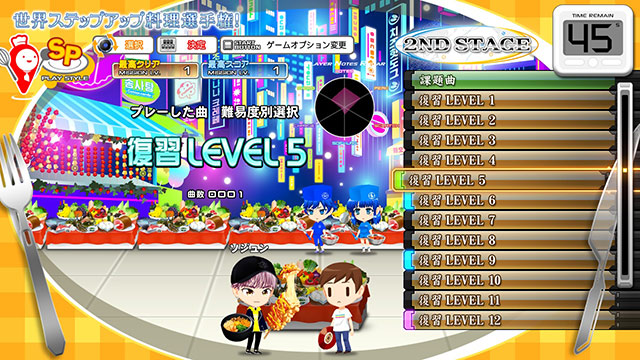 世界ステップアップ料理選手権!
SP
PLAY STYLE
選択
決定
START BUTTON
ゲームオプション変更
2ND STAGE
TIME REMAIN
45
最高クリア
MISSION LV. 1
最高スコア
MISSION LV. 1
PLAYER NOTES RADAR
プレーした曲 難易度別選択
復習 LEVEL 5
曲数 0001
ソジュン
課題曲
復習 LEVEL 1
復習 LEVEL 2
復習 LEVEL 3
復習 LEVEL 4
復習 LEVEL 5
復習 LEVEL 6
復習 LEVEL 7
復習 LEVEL 8
復習 LEVEL 9
復習 LEVEL 10
復習 LEVEL 11
復習 LEVEL 12